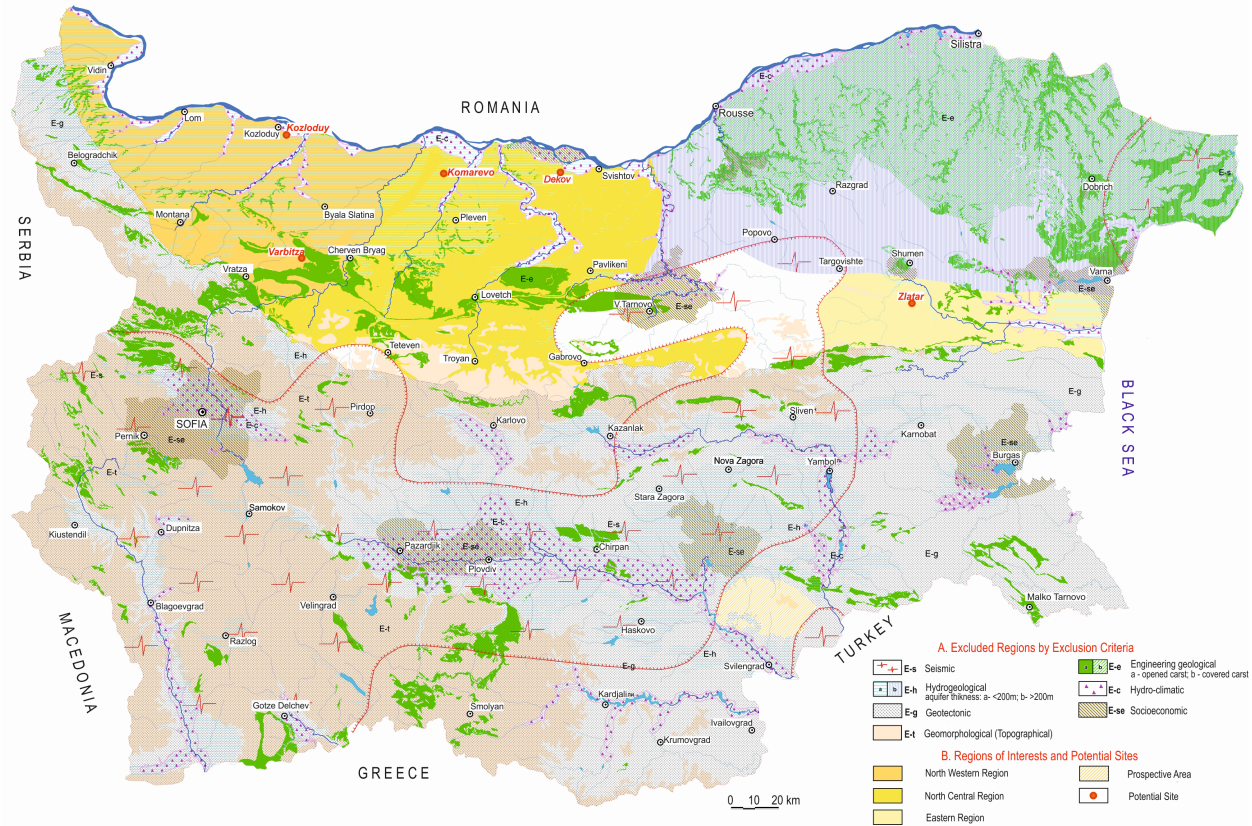 Silistra
E-c
ROMANIA
Vidin
Rousse
Lom
Kozloduy
Kozloduy
E-g
E-c
E-e
Belogradchik
Komarevo
Dekov
Svishtov
E-s
Razgrad
Dobrich
SERBIA
Montana
Byala Slatina
Pleven
Popovo
Varbitza
Cherven Bryag
Vratza
Pavlikeni
E-e
Targovishte
Shumen
Varna
E-se
Lovetch
V.Tarnovo
E-se
Zlatar
Teteven
Troyan
Gabrovo
E-h
E-s
E-t
E-g
BLACK SEA
SOFIA
E-h
E-c
Pirdop
Karlovo
Kazanlak
Sliven
Karnobat
Pernik
E-se
E-se
Burgas
E-t
Nova Zagora
Yambol
Stara Zagora
Samokov
E-h
Kiustendil
Dupnitza
E-c
E-s
E-h
Pazardjik
E-se
Plovdiv
Chirpan
E-se
E-c
E-g
Blagoevgrad
Velingrad
Malko Tarnovo
MACEDONIA
Razlog
E-t
Haskovo
TURKEY
E-g
E-h
Svilengrad
Gotze Delchev
Smolyan
Kardjali
Ivailovgrad
Krumovgrad
GREECE
0 10 20 km
A. Excluded Regions by Exclusion Criteria
E-s Seismic
a b E-h Hydrogeological
aquifer thikness: a- <200m; b- >200m
E-g Geotectonic
E-t Geomorphological (Topographical)
a b E-e Engineering geological
a - opened carst; b - covered carst
E-c Hydro-climatic
E-se Socioeconomic
B. Regions of Interests and Potential Sites
North Western Region
North Central Region
Eastern Region
Prospective Area
Potential Site